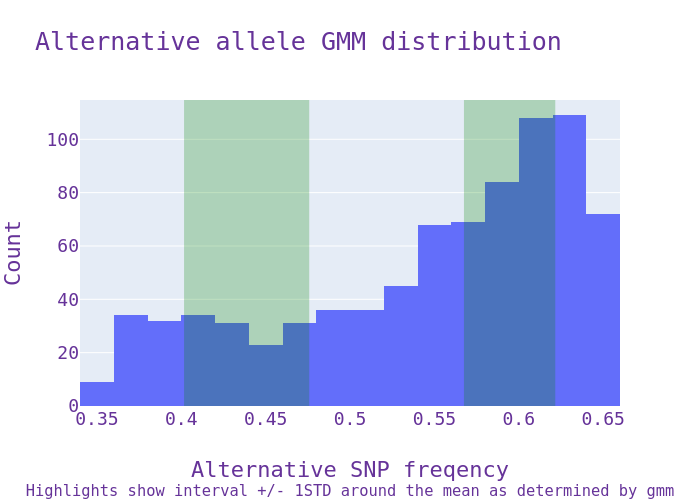 Alternative allele GMM distribution
Count
100
80
60
40
20
0
0.35 0.4 0.45 0.5 0.55 0.6 0.65
Alternative SNP freqency
Highlights show interval +/- 1STD around the mean as determined by gmm